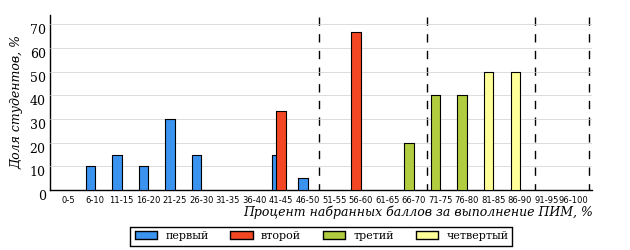 Доля студентов, %
70
60
50
40
30
20
10
0
0-5 6-10 11-15 16-20 21-25 26-30 31-35 36-40 41-45 46-50 51-55 56-60 61-65 66-70 71-75 76-80 81-85 86-90 91-95 96-100
Процент набранных баллов за выполнение ПИМ, %
первый второй третий четвертый